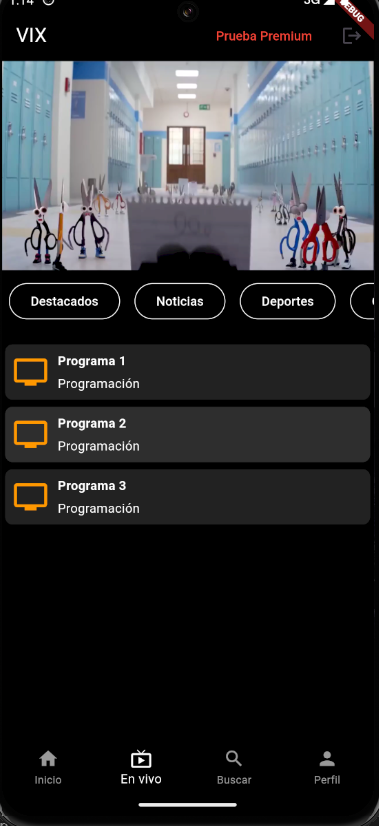 1:14 3G
DEBUG
VIX Prueba Premium
Destacados Noticias Deportes
Programa 1
Programación
Programa 2
Programación
Programa 3
Programación
Inicio En vivo Buscar Perfil